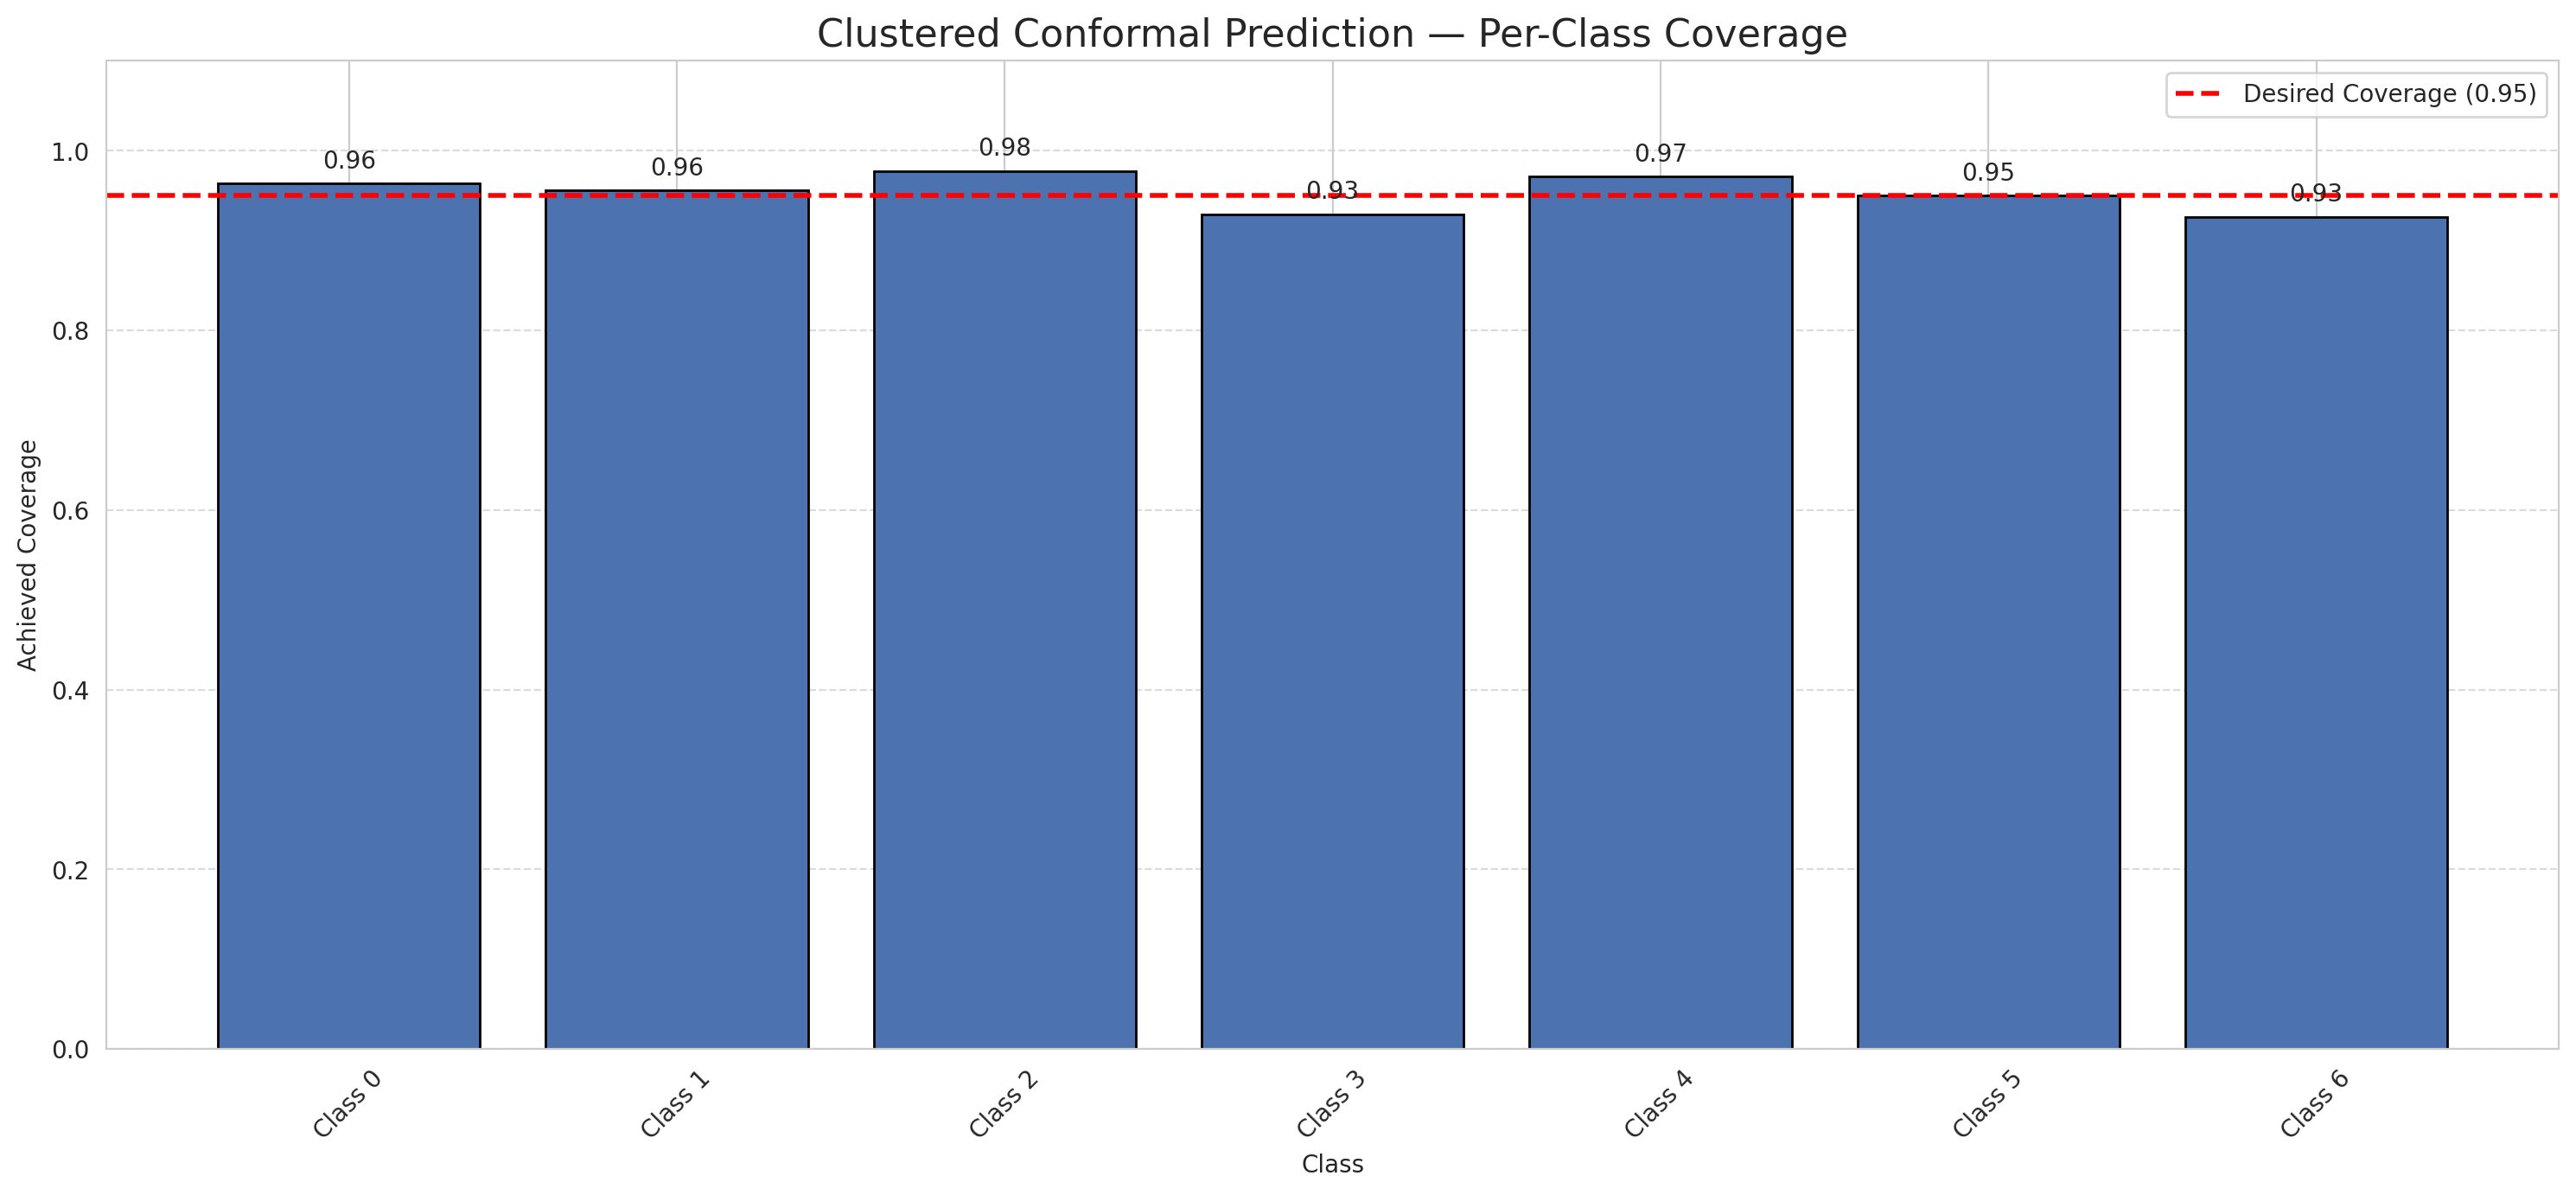 Clustered Conformal Prediction — Per-Class Coverage
Desired Coverage (0.95)
Achieved Coverage
1.0
0.8
0.6
0.4
0.2
0.0
0.96
0.96
0.98
0.93
0.97
0.95
0.93
Class 0
Class 1
Class 2
Class 3
Class 4
Class 5
Class 6
Class